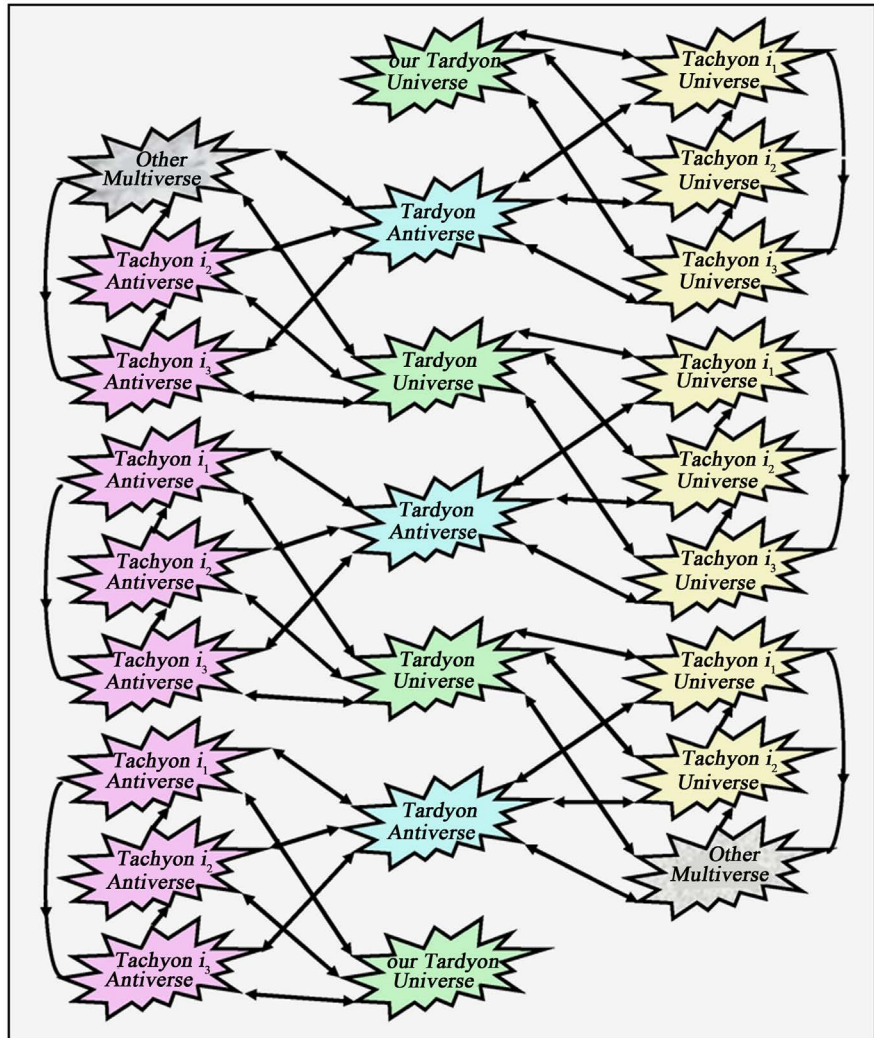 our Tardyon
Universe
Tachyon i₁
Universe
Other
Multiverse
Tachyon i₂
Universe
Tardyon
Antiverse
Tachyon i₂
Antiverse
Tachyon i₃
Universe
Tachyon i₃
Antiverse
Tardyon
Universe
Tachyon i₁
Universe
Tachyon i₁
Antiverse
Tachyon i₂
Universe
Tardyon
Antiverse
Tachyon i₂
Antiverse
Tachyon i₃
Universe
Tachyon i₃
Antiverse
Tardyon
Universe
Tachyon i₁
Universe
Tachyon i₁
Antiverse
Tachyon i₂
Universe
Tardyon
Antiverse
Tachyon i₂
Antiverse
Other
Multiverse
Tachyon i₃
Antiverse
our Tardyon
Universe